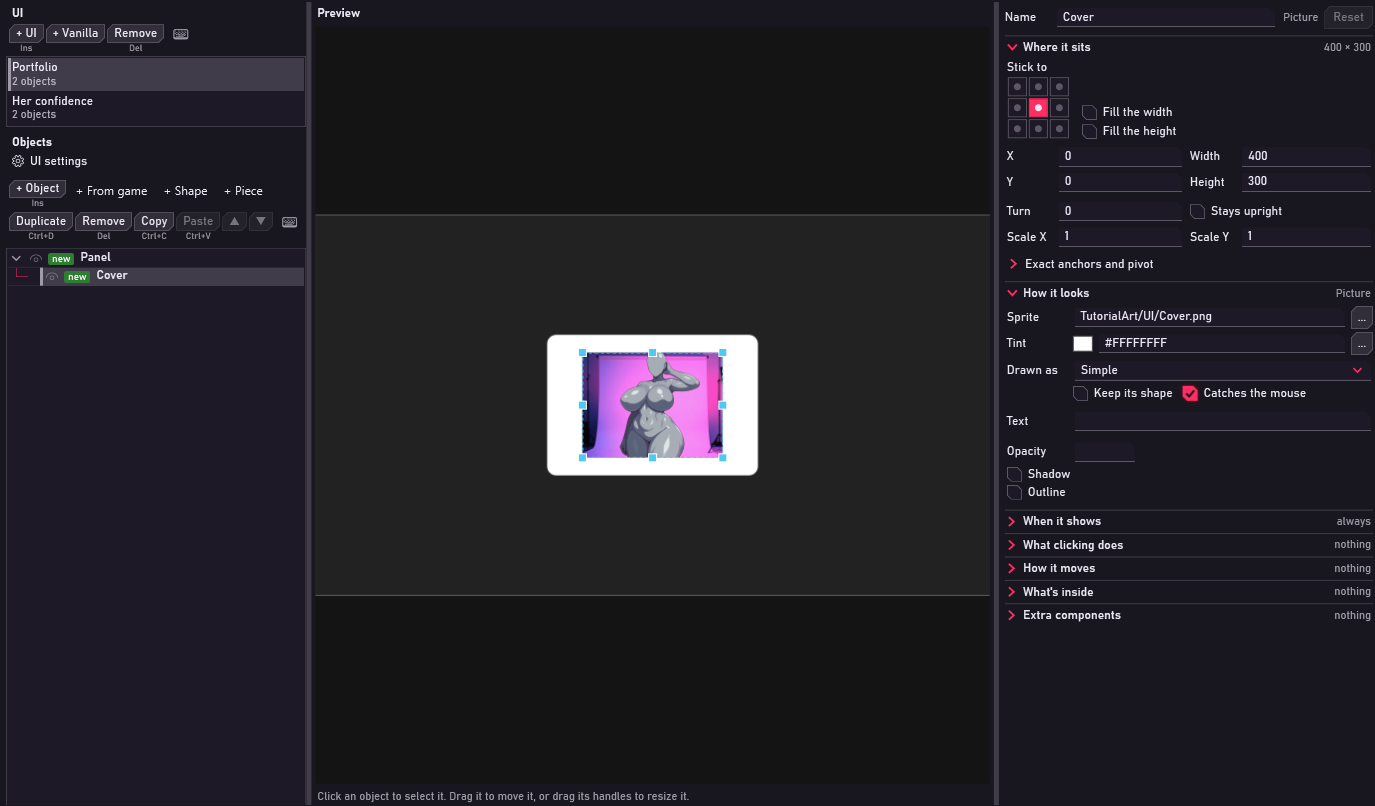 UI
+ UI
+ Vanilla
Remove
Ins
Del
Portfolio
2 objects
Her confidence
2 objects
Objects
UI settings
+ Object
+ From game
+ Shape
+ Piece
Ins
Duplicate
Remove
Copy
Paste
Ctrl+D
Del
Ctrl+C
Ctrl+V
new
Panel
new
Cover
Preview
Click an object to select it. Drag it to move it, or drag its handles to resize it.
Name
Cover
Picture
Reset
Where it sits
400 × 300
Stick to
Fill the width
Fill the height
X
0
Width
400
Y
0
Height
300
Turn
0
Stays upright
Scale X
1
Scale Y
1
Exact anchors and pivot
How it looks
Picture
Sprite
TutorialArt/UI/Cover.png
...
Tint
#FFFFFFFF
...
Drawn as
Simple
Keep its shape
Catches the mouse
Text
Opacity
Shadow
Outline
When it shows
always
What clicking does
nothing
How it moves
nothing
What's inside
nothing
Extra components
nothing